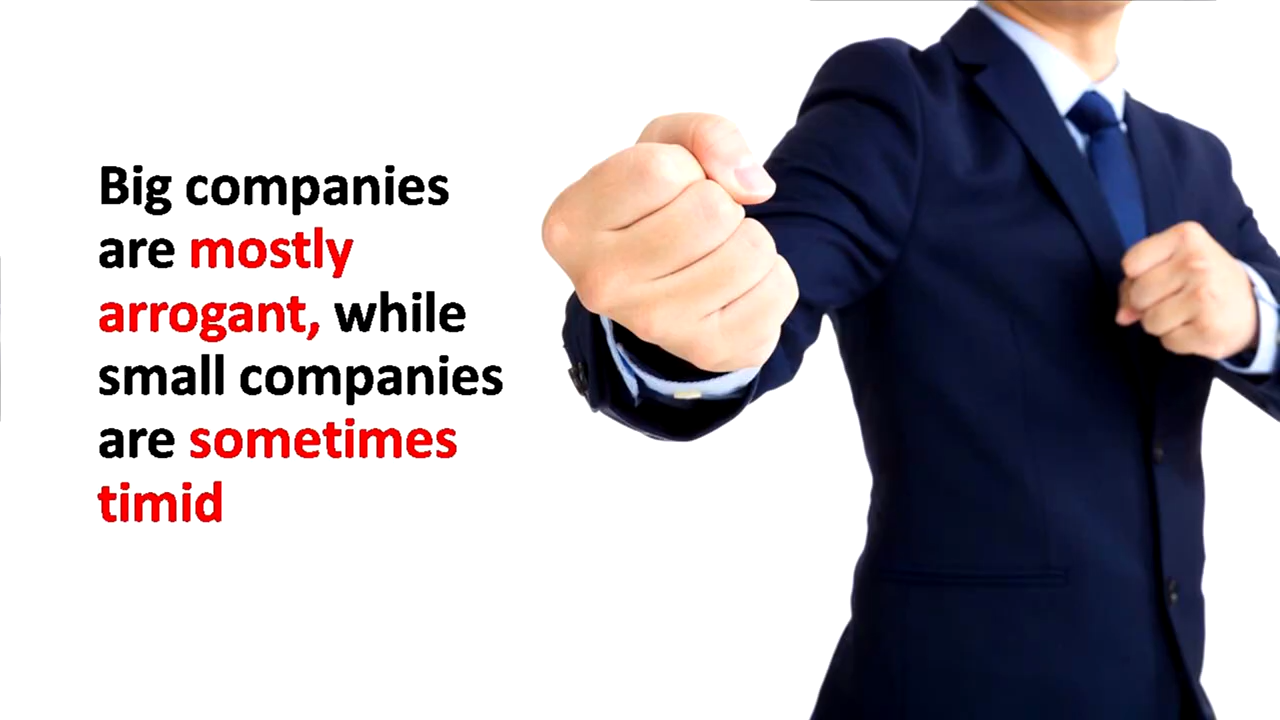 Big companies
are mostly
arrogant, while
small companies
are sometimes
timid